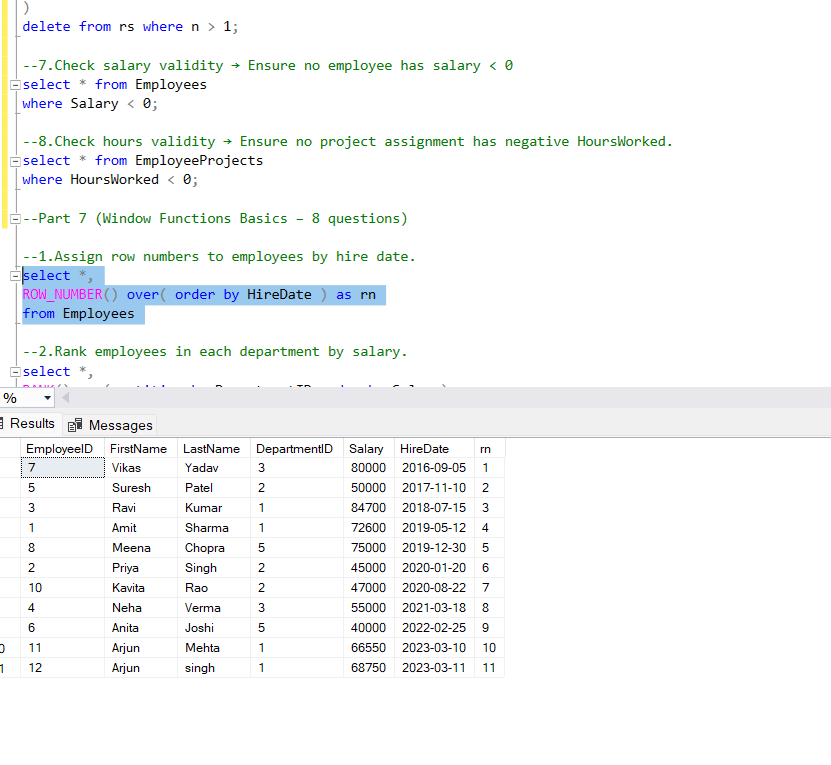 )
delete from rs where n > 1;
--7.Check salary validity → Ensure no employee has salary < 0
select * from Employees
where Salary < 0;
--8.Check hours validity → Ensure no project assignment has negative HoursWorked.
select * from EmployeeProjects
where HoursWorked < 0;
--Part 7 (Window Functions Basics – 8 questions)
--1.Assign row numbers to employees by hire date.
select *,
ROW_NUMBER() over( order by HireDate ) as rn
from Employees
--2.Rank employees in each department by salary.
select *,
%
Results Messages
EmployeeID FirstName LastName DepartmentID Salary HireDate rn
7 Vikas Yadav 3 80000 2016-09-05 1
5 Suresh Patel 2 50000 2017-11-10 2
3 Ravi Kumar 1 84700 2018-07-15 3
1 Amit Sharma 1 72600 2019-05-12 4
8 Meena Chopra 5 75000 2019-12-30 5
2 Priya Singh 2 45000 2020-01-20 6
10 Kavita Rao 2 47000 2020-08-22 7
4 Neha Verma 3 55000 2021-03-18 8
6 Anita Joshi 5 40000 2022-02-25 9
0 11 Arjun Mehta 1 66550 2023-03-10 10
1 12 Arjun singh 1 68750 2023-03-11 11